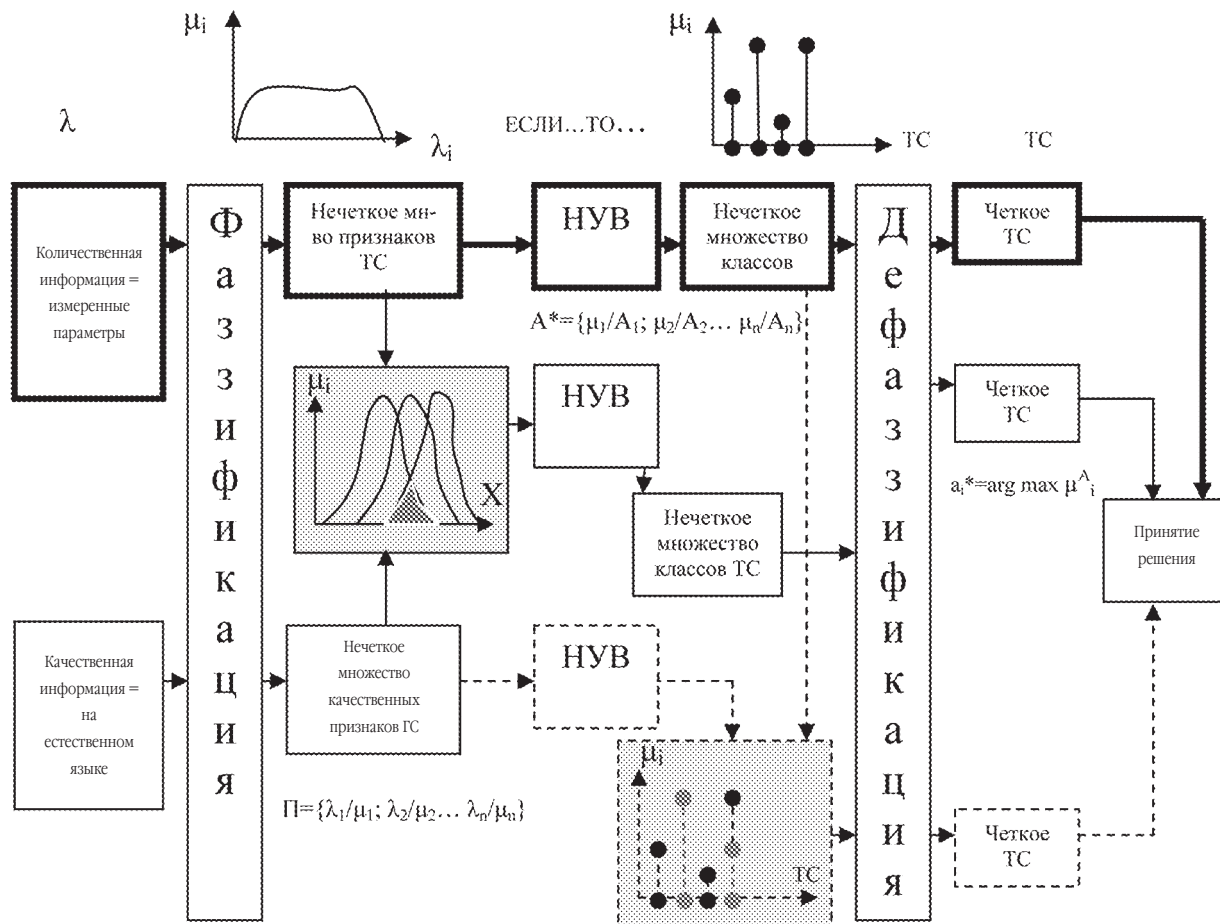 μi
μi
λ
λi
ЕСЛИ...ТО...
ТС
ТС
Количественная
информация =
измеренные
параметры
Фаззификация
Нечеткое мн-
во признаков
ТС
НУВ
Нечеткое
множество
классов
Дефаззификация
Четкое
ТС
A*={μ1/A1; μ2/A2... μn/An}
μi
X
НУВ
Четкое
ТС
ai*=arg max μAi
Нечеткое
множество
классов ТС
Принятие
решения
Качественная
информация =
на
естественном
языке
Нечеткое
множество
качественных
признаков ГС
НУВ
П={λ1/μ1; λ2/μ2... λn/μn}
μi
ТС
Четкое
ТС